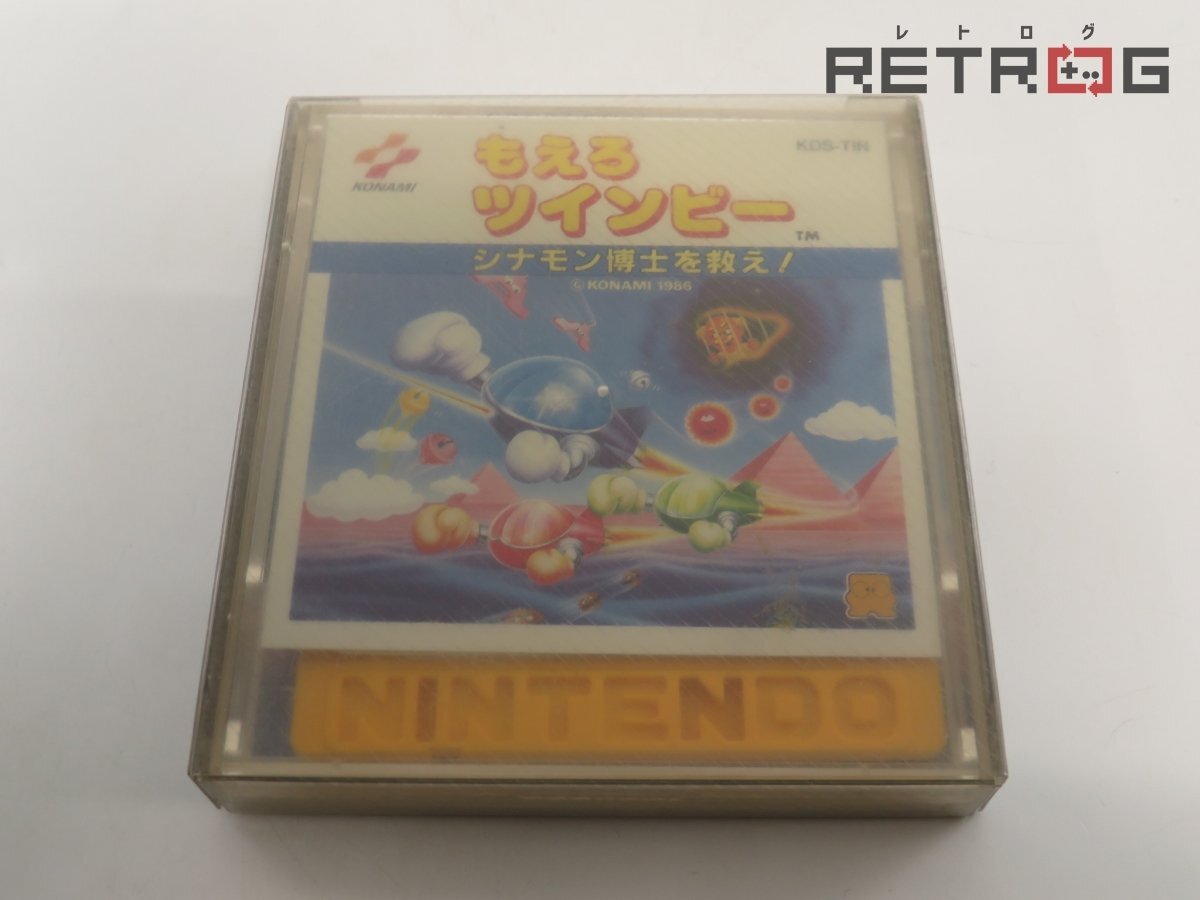 レトログ
RETROG
KONAMI
もえろ
ツインビー
TM
KDS-TIN
シナモン博士を救え!
© KONAMI 1986
NINTENDO